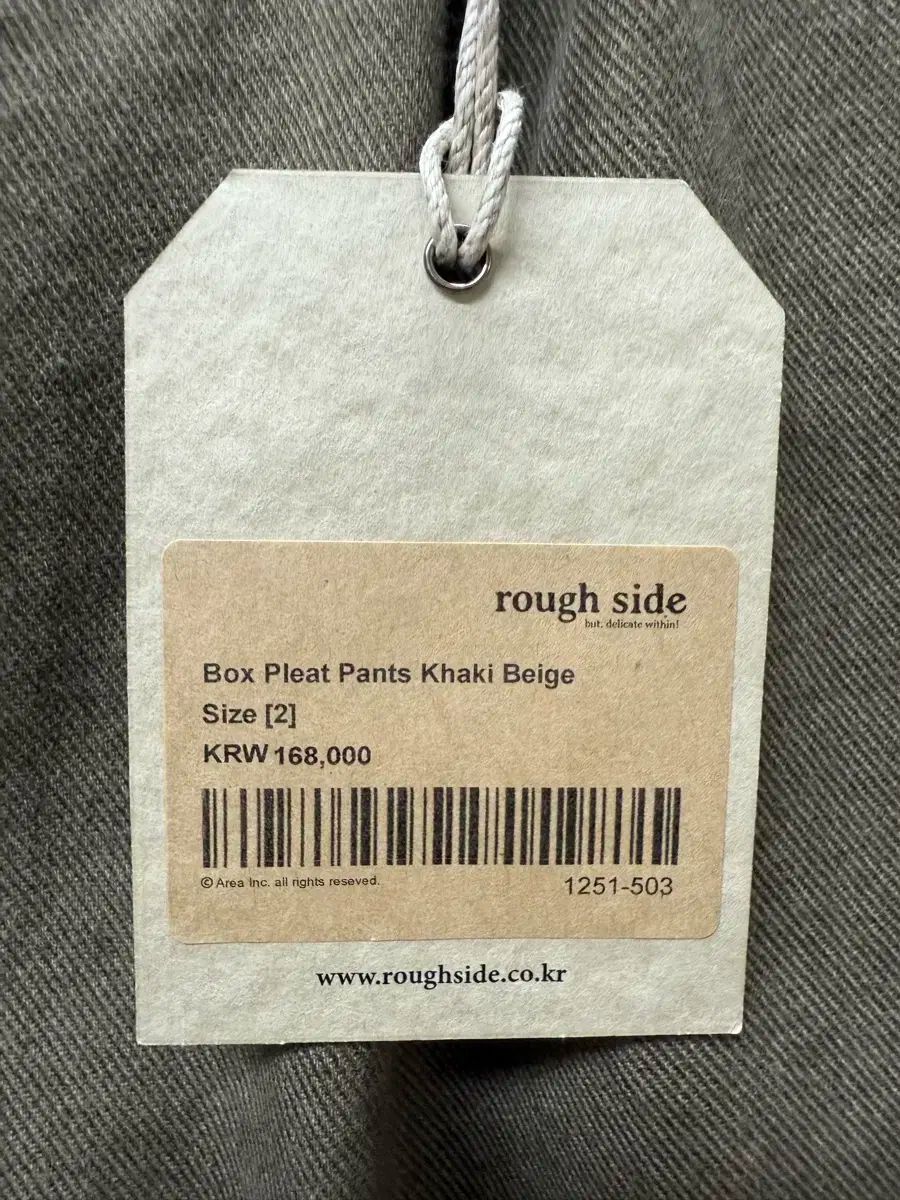 rough side
but, delicate within!
Box Pleat Pants Khaki Beige
Size [2]
KRW 168,000
© Area Inc. all rights reseved.
1251-503
www.roughside.co.kr